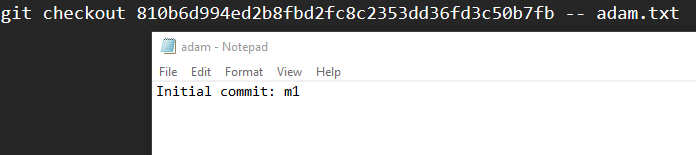 git checkout 810b6d994ed2b8fbd2fc8c2353dd36fd3c50b7fb -- adam.txt
adam - Notepad
File Edit Format View Help
Initial commit: m1